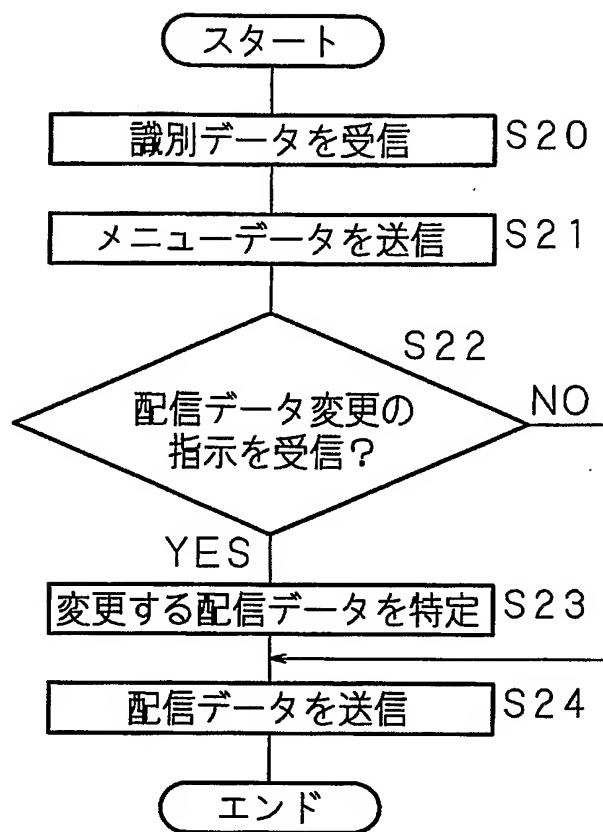 スタート
識別データを受信 S20
メニューデータを送信 S21
S22
配信データ変更の
指示を受信？
NO
YES
変更する配信データを特定 S23
配信データを送信 S24
エンド